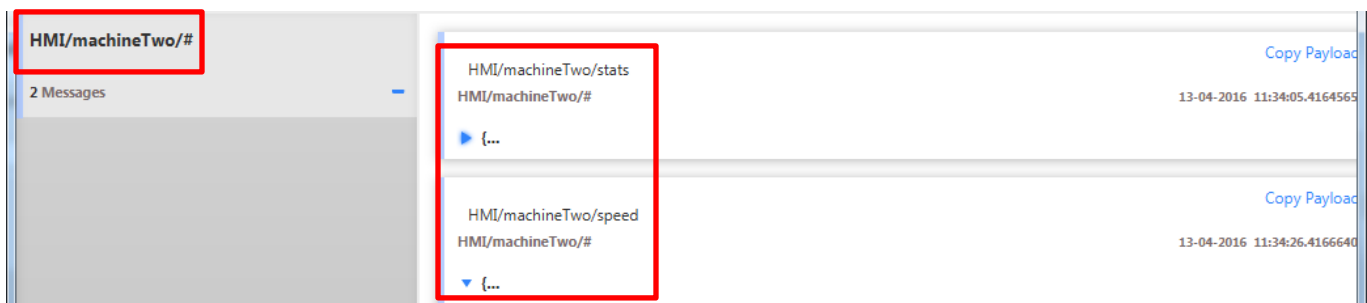 HMI/machineTwo/#
2 Messages
HMI/machineTwo/stats
Copy Payload
HMI/machineTwo/#
13-04-2016 11:34:05.4164565
{...
HMI/machineTwo/speed
Copy Payload
HMI/machineTwo/#
13-04-2016 11:34:26.4166640
{...